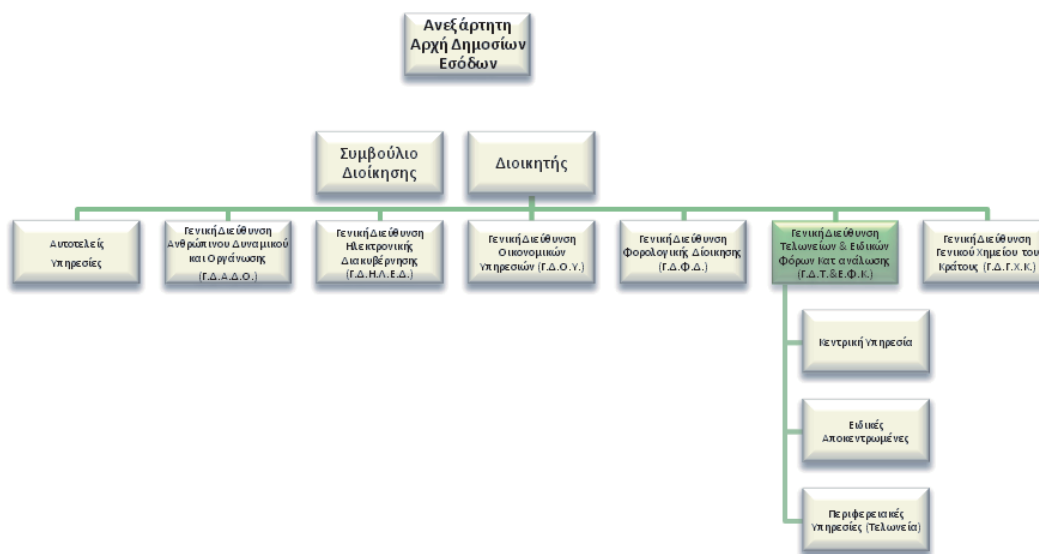 Ανεξάρτητη
Αρχή Δημοσίων
Εσόδων
Συμβούλιο
Διοίκησης
Διοικητής
Αυτοτελείς
Υπηρεσίες
Γενική Διεύθυνση
Ανθρώπινου Δυναμικού
και Οργάνωσης
(Γ.Δ.Α.Δ.Ο.)
Γενική Διεύθυνση
Ηλεκτρονικής
Διακυβέρνησης
(Γ.Δ.Η.Λ.Ε.Δ.)
Γενική Διεύθυνση
Οικονομικών
Υπηρεσιών (Γ.Δ.Ο.Υ.)
Γενική Διεύθυνση
Φορολογικής Διοίκησης
(Γ.Δ.Φ.Δ.)
Γενική Διεύθυνση
Τελωνείων & Ειδικών
Φόρων Κατανάλωσης
(Γ.Δ.Τ.&Ε.Φ.Κ.)
Γενική Διεύθυνση
Γενικού Χημείου του
Κράτους (Γ.Δ.Γ.Χ.Κ.)
Κεντρική Υπηρεσία
Ειδικές
Αποκεντρωμένες
Περιφερειακές
Υπηρεσίες (Τελωνεία)